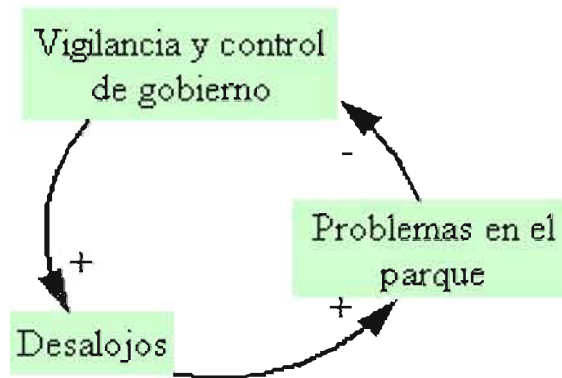 Vigilancia y control
de gobierno
-
Problemas en el
parque
+
+
Desalojos